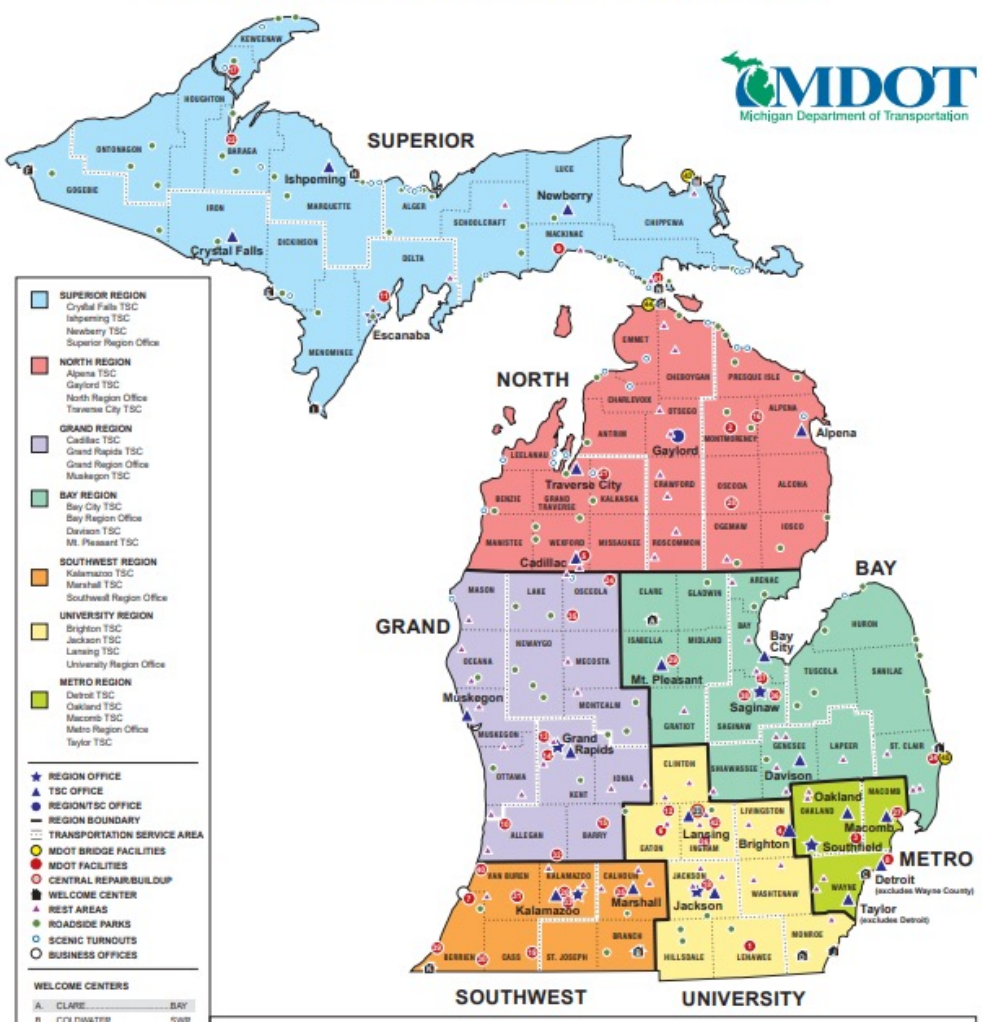 MDOT
Michigan Department of Transportation
SUPERIOR
KEWEENAW
HOUGHTON
ONTONAGON
BARAGA
GOGEBIC
Ishpeming
IRON
MARQUETTE
ALGER
LUCE
Newberry
SCHOOLCRAFT
CHIPPEWA
MACKINAC
Crystal Falls
DICKINSON
DELTA
Escanaba
MENOMINEE
SUPERIOR REGION
Crystal Falls TSC
Ishpeming TSC
Newberry TSC
Superior Region Office
NORTH REGION
Alpena TSC
Gaylord TSC
North Region Office
Traverse City TSC
GRAND REGION
Cadillac TSC
Grand Rapids TSC
Grand Region Office
Muskegon TSC
BAY REGION
Bay City TSC
Bay Region Office
Davison TSC
Mt. Pleasant TSC
SOUTHWEST REGION
Kalamazoo TSC
Marshall TSC
Southwest Region Office
UNIVERSITY REGION
Brighton TSC
Jackson TSC
Lansing TSC
University Region Office
METRO REGION
Detroit TSC
Oakland TSC
Macomb TSC
Metro Region Office
Taylor TSC
REGION OFFICE
TSC OFFICE
REGION/TSC OFFICE
REGION BOUNDARY
TRANSPORTATION SERVICE AREA
MDOT BRIDGE FACILITIES
MDOT FACILITIES
CENTRAL REPAIR/BUILDUP
WELCOME CENTER
REST AREAS
ROADSIDE PARKS
SCENIC TURNOUTS
BUSINESS OFFICES
WELCOME CENTERS
A. CLARE BAY
B. COLDWATER SWR
NORTH
EMMET
CHEBOYGAN
PRESQUE ISLE
CHARLEVOIX
OTSEGO
ALPENA
ANTRIM
MONTMORENCY
Alpena
Gaylord
LEELANAU
Traverse City
CRAWFORD
OSCODA
ALCONA
BENZIE
GRAND
TRAVERSE
KALKASKA
OGEMAW
IOSCO
MANISTEE
WEXFORD
MISSAUKEE
ROSCOMMON
Cadillac
GRAND
MASON
LAKE
OSCEOLA
CLARE
GLADWIN
ARENAC
BAY
HURON
OCEANA
NEWAYGO
MECOSTA
ISABELLA
MIDLAND
BAY
Bay
City
TUSCOLA
SANILAC
Mt. Pleasant
Muskegon
MONTCALM
Saginaw
GRATIOT
SAGINAW
MUSKEGON
Grand
Rapids
GENESEE
LAPEER
ST. CLAIR
OTTAWA
KENT
IONIA
CLINTON
SHIAWASSEE
Davison
ALLEGAN
BARRY
EATON
INGRAM
Lansing
LIVINGSTON
Brighton
OAKLAND
Oakland
MACOMB
Macomb
Southfield
METRO
Detroit
(excludes Wayne County)
VAN BUREN
KALAMAZOO
CALHOUN
JACKSON
WASHTENAW
WAYNE
Kalamazoo
Marshall
Jackson
Taylor
(excludes Detroit)
BERRIEN
CASS
ST. JOSEPH
BRANCH
HILLSDALE
LENAWEE
MONROE
SOUTHWEST
UNIVERSITY